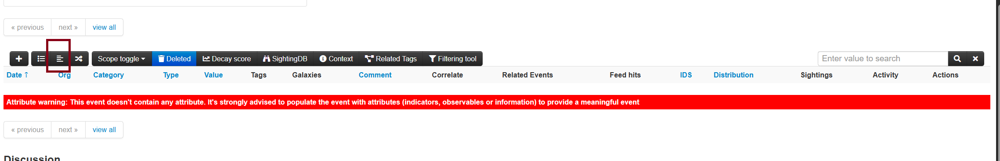 « previous next » view all
Scope toggle Deleted Decay score SightingDB Context Related Tags Filtering tool Enter value to search
Date Org Category Type Value Tags Galaxies Comment Correlate Related Events Feed hits IDS Distribution Sightings Activity Actions
Attribute warning: This event doesn't contain any attribute. It's strongly advised to populate the event with attributes (indicators, observables or information) to provide a meaningful event
« previous next » view all
Discussion